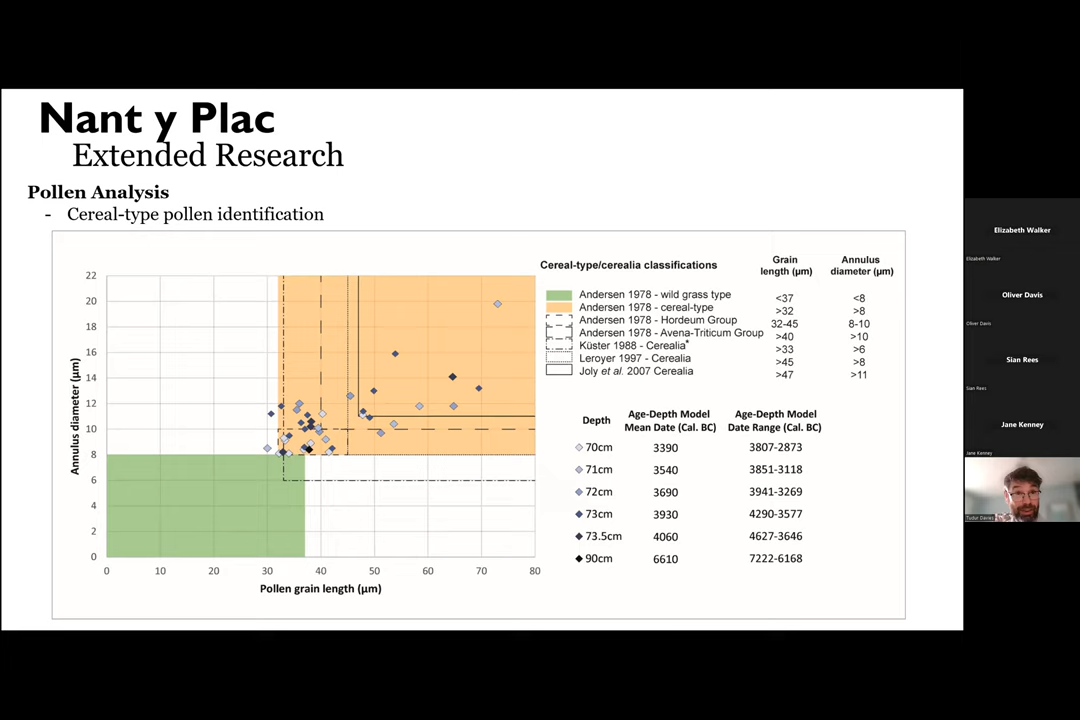 Nant y Plac
Extended Research
Pollen Analysis
- Cereal-type pollen identification
22
20
18
16
14
12
10
8
6
4
2
0
Annulus diameter (μm)
0 10 20 30 40 50 60 70 80
Pollen grain length (μm)
Cereal-type/cerealia classifications Grain length (μm) Annulus diameter (μm)
Andersen 1978 - wild grass type <37 <8
Andersen 1978 - cereal-type >32 >8
Andersen 1978 - Hordeum Group 32-45 8-10
Andersen 1978 - Avena-Triticum Group >40 >10
Küster 1988 - Cerealia* >33 >6
Leroyer 1997 - Cerealia >45 >8
Joly et al. 2007 Cerealia >47 >11
Depth Age-Depth Model Mean Date (Cal. BC) Age-Depth Model Date Range (Cal. BC)
70cm 3390 3807-2873
71cm 3540 3851-3118
72cm 3690 3941-3269
73cm 3930 4290-3577
73.5cm 4060 4627-3646
90cm 6610 7222-6168
Elizabeth Walker
Elizabeth Walker
Oliver Davis
Oliver Davis
Sian Rees
Sian Rees
Jane Kenney
Jane Kenney
Tudur Davies